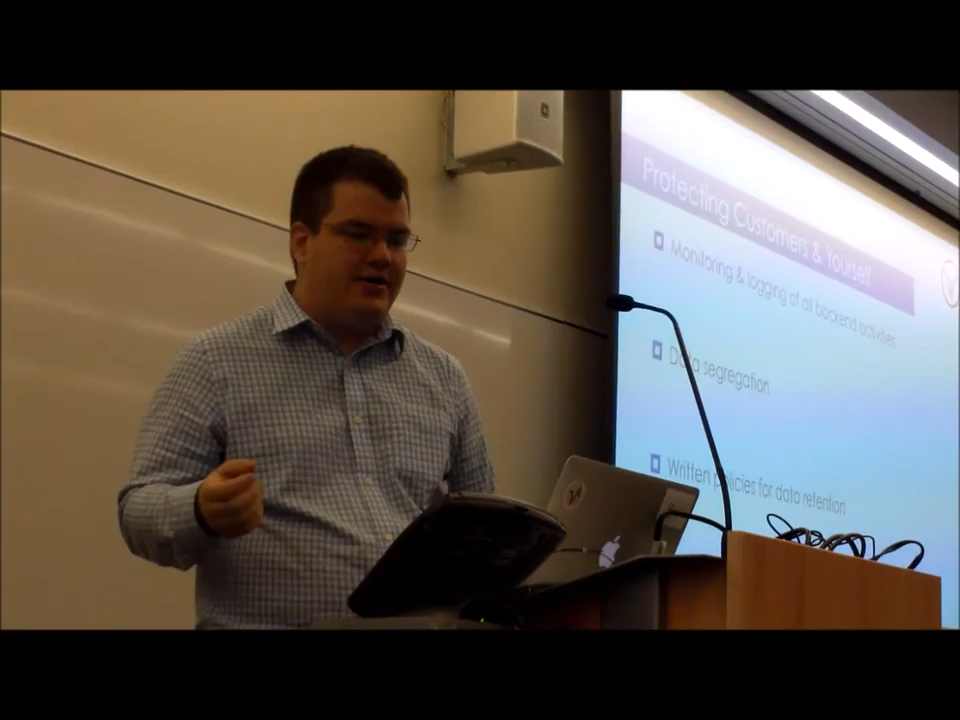 Protecting Customers & Yourself
Monitoring & logging of all backend activities
Data segregation
Written policies for data retention